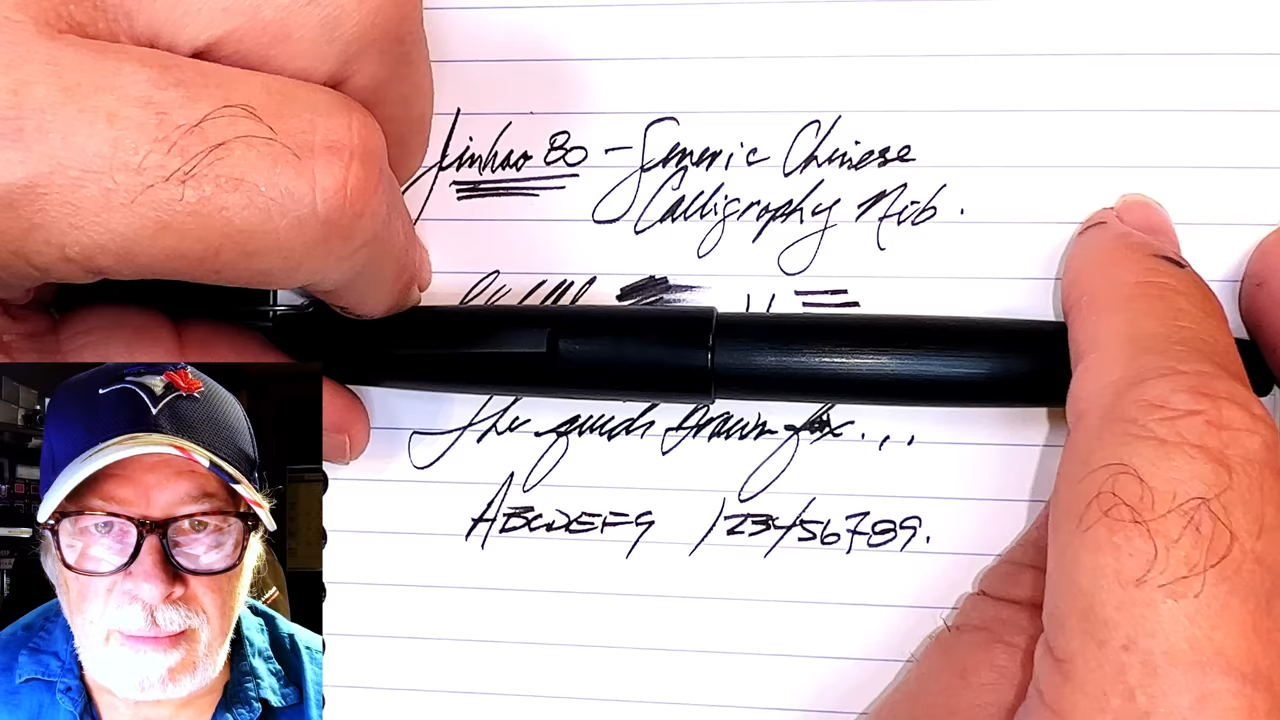 Jinhao 80 – Generic Chinese
Calligraphy Nib.
The quick brown fox...
ABCDEFG 123456789.